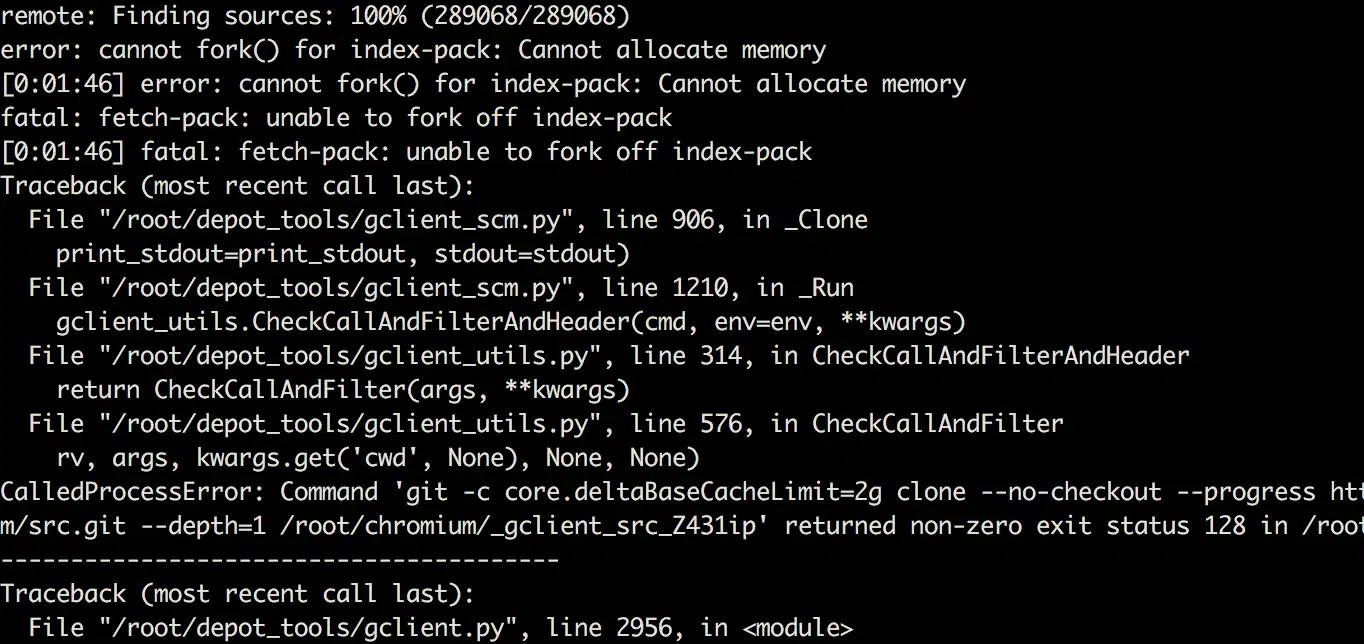 remote: Finding sources: 100% (289068/289068)
error: cannot fork() for index-pack: Cannot allocate memory
[0:01:46] error: cannot fork() for index-pack: Cannot allocate memory
fatal: fetch-pack: unable to fork off index-pack
[0:01:46] fatal: fetch-pack: unable to fork off index-pack
Traceback (most recent call last):
  File "/root/depot_tools/gclient_scm.py", line 906, in _Clone
    print_stdout=print_stdout, stdout=stdout)
  File "/root/depot_tools/gclient_scm.py", line 1210, in _Run
    gclient_utils.CheckCallAndFilterAndHeader(cmd, env=env, **kwargs)
  File "/root/depot_tools/gclient_utils.py", line 314, in CheckCallAndFilterAndHeader
    return CheckCallAndFilter(args, **kwargs)
  File "/root/depot_tools/gclient_utils.py", line 576, in CheckCallAndFilter
    rv, args, kwargs.get('cwd', None), None, None)
CalledProcessError: Command 'git -c core.deltaBaseCacheLimit=2g clone --no-checkout --progress htt
m/src.git --depth=1 /root/chromium/_gclient_src_Z431ip' returned non-zero exit status 128 in /root
----------------------------------------
Traceback (most recent call last):
  File "/root/depot_tools/gclient.py", line 2956, in <module>